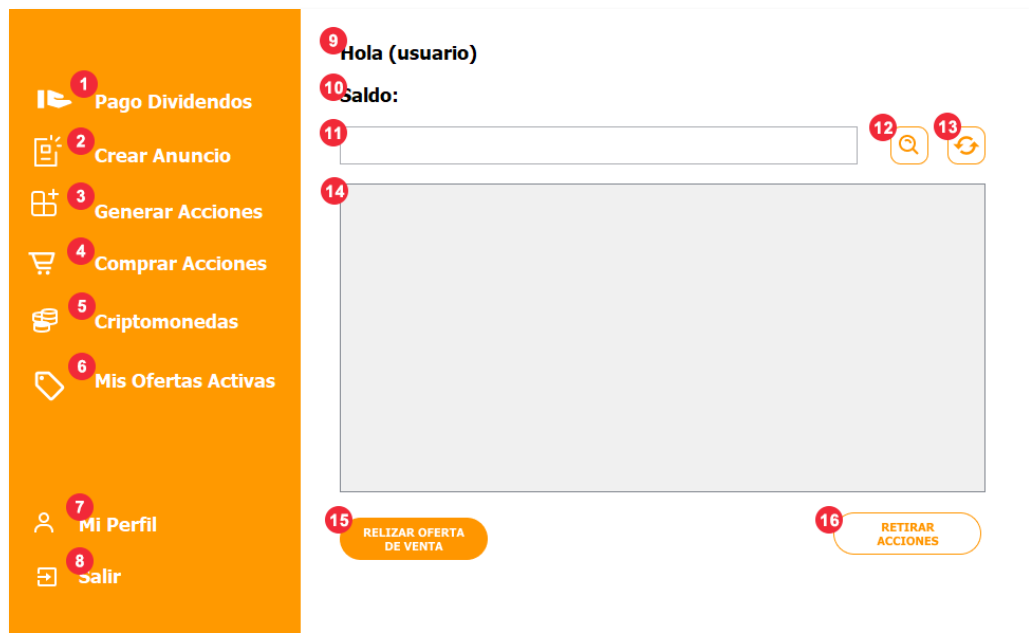 1
Pago Dividendos
2
Crear Anuncio
3
Generar Acciones
4
Comprar Acciones
5
Criptomonedas
6
Mis Ofertas Activas
7
Mi Perfil
8
Salir
9
Hola (usuario)
10
Saldo:
11
12
13
14
15
RELIZAR OFERTA
DE VENTA
16
RETIRAR
ACCIONES